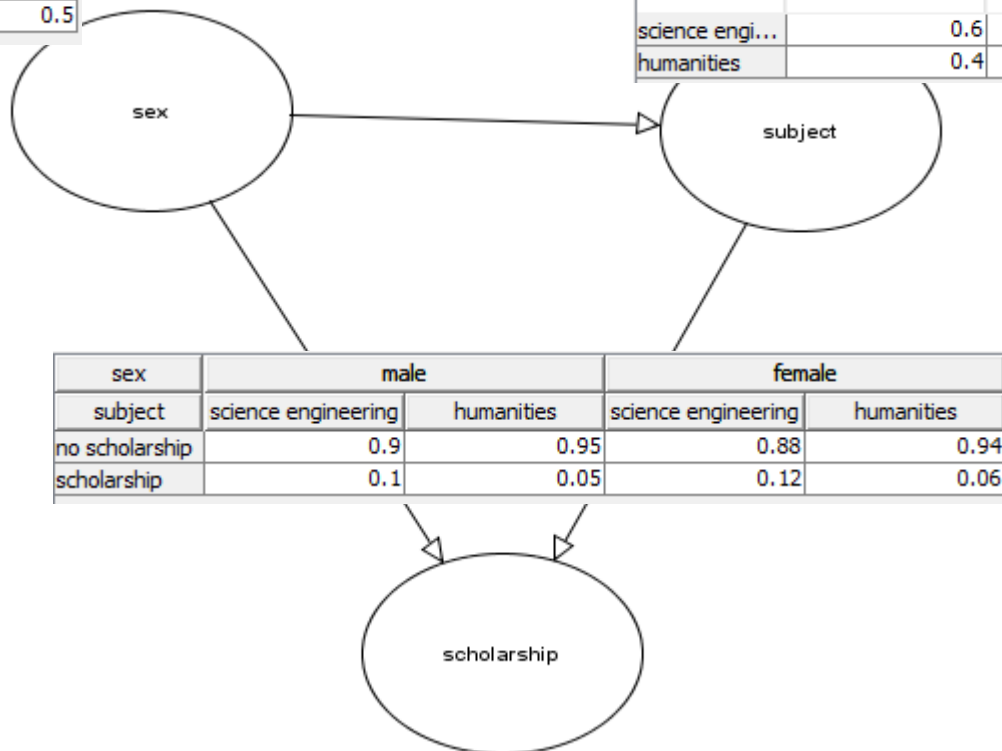 0.5
science engi... 0.6
humanities 0.4
sex
subject
sex male female
subject science engineering humanities science engineering humanities
no scholarship 0.9 0.95 0.88 0.94
scholarship 0.1 0.05 0.12 0.06
scholarship